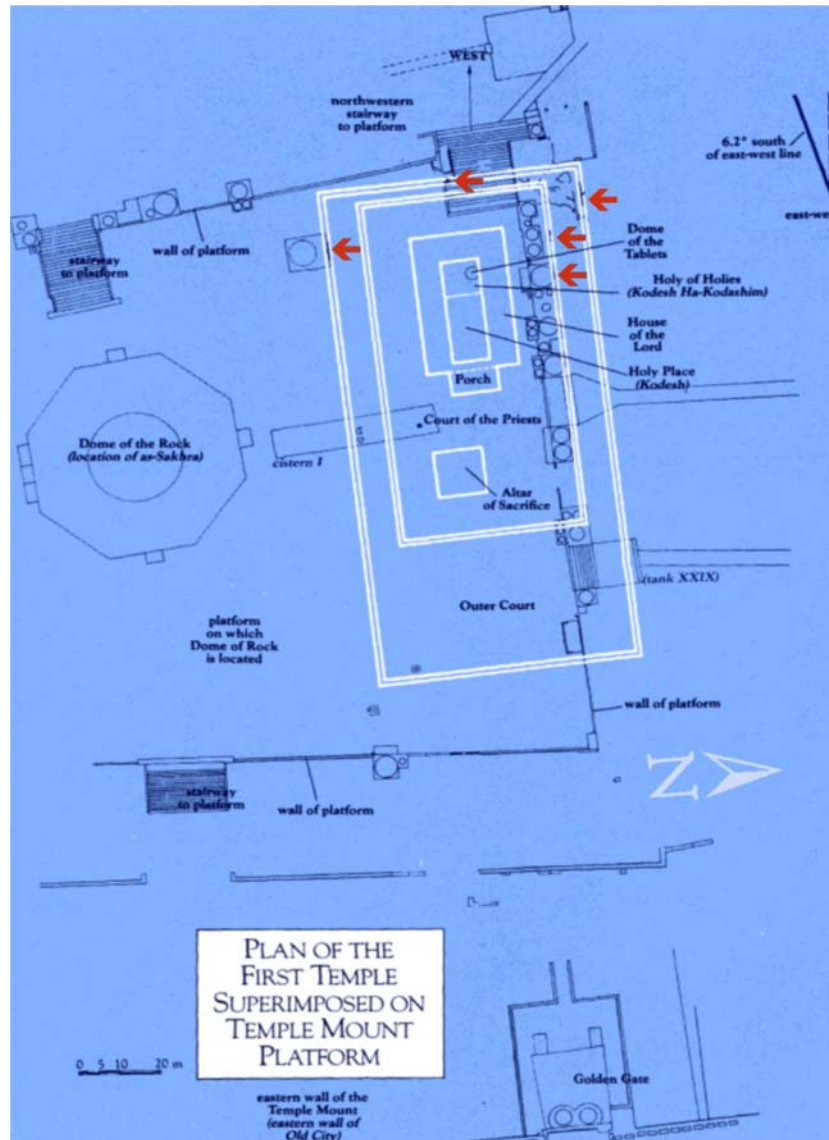 WEST
northwestern
stairway
to platform
6.2° south
of east-west line
stairway
to platform
wall of platform
Dome
of the
Tablets
Holy of Holies
(Kodesh Ha-Kodashim)
House
of the
Lord
Holy Place
(Kodesh)
Porch
Court of the Priests
Dome of the Rock
(location of as-Sakhra)
cistern I
Altar
of Sacrifice
(tank XXIX)
Outer Court
platform
on which
Dome of Rock
is located
wall of platform
N
stairway
to platform
wall of platform
PLAN OF THE
FIRST TEMPLE
SUPERIMPOSED ON
TEMPLE MOUNT
PLATFORM
0 5 10 20 m
Golden Gate
eastern wall of the
Temple Mount
(eastern wall of
Old City)